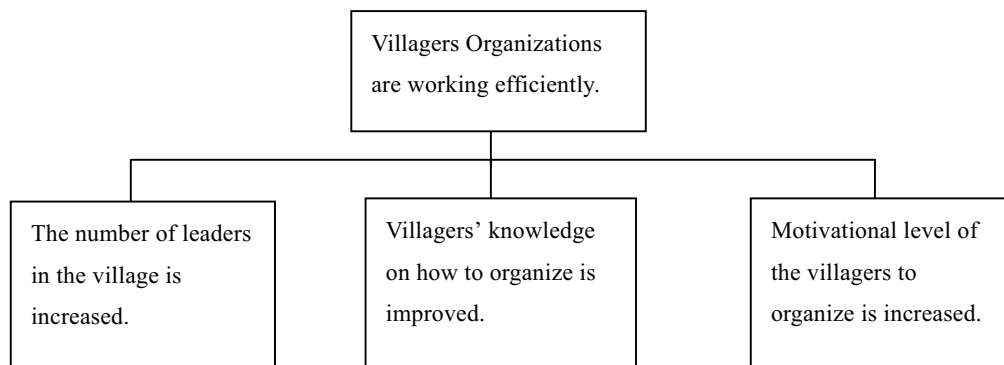 Villagers Organizations
are working efficiently.
The number of leaders
in the village is
increased.
Villagers’ knowledge
on how to organize is
improved.
Motivational level of
the villagers to
organize is increased.